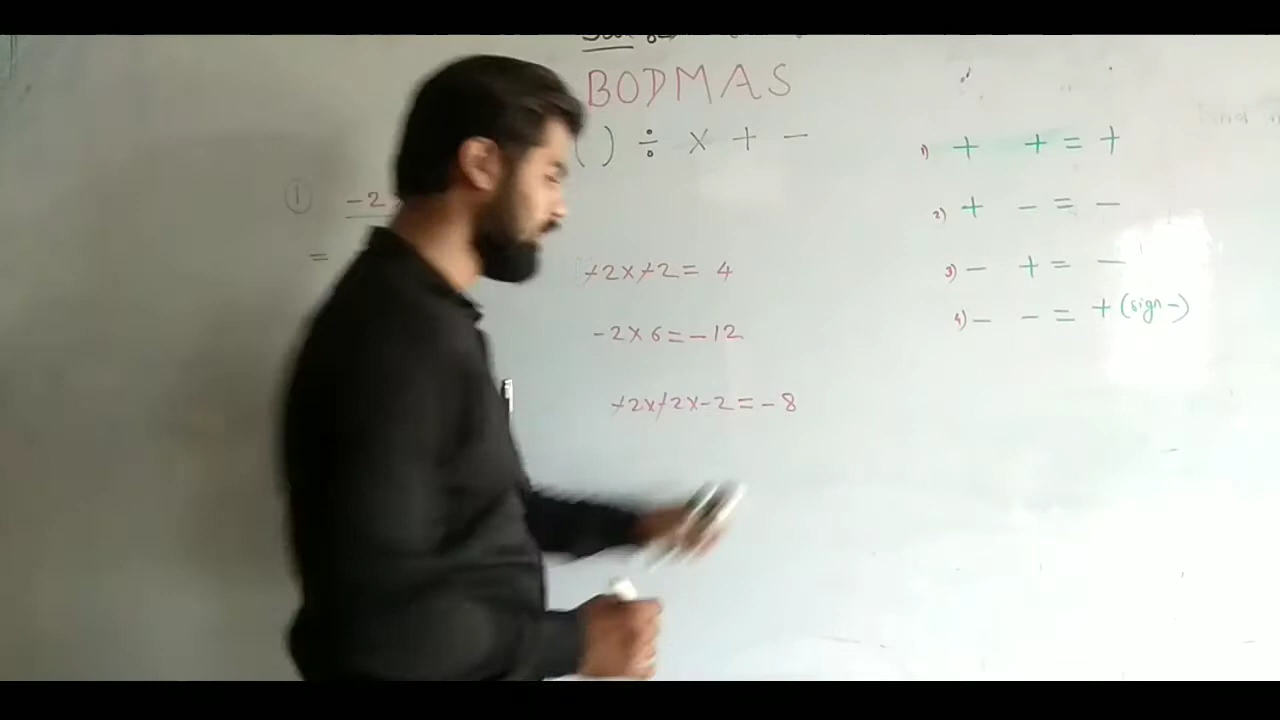 BODMAS
( ) ÷ × + -
① -2
=
+2×+2= 4
-2×6=-12
+2×+2×-2=-8
1) + + = +
2) + - = -
3) - + = -
4) - - = + (sign -)